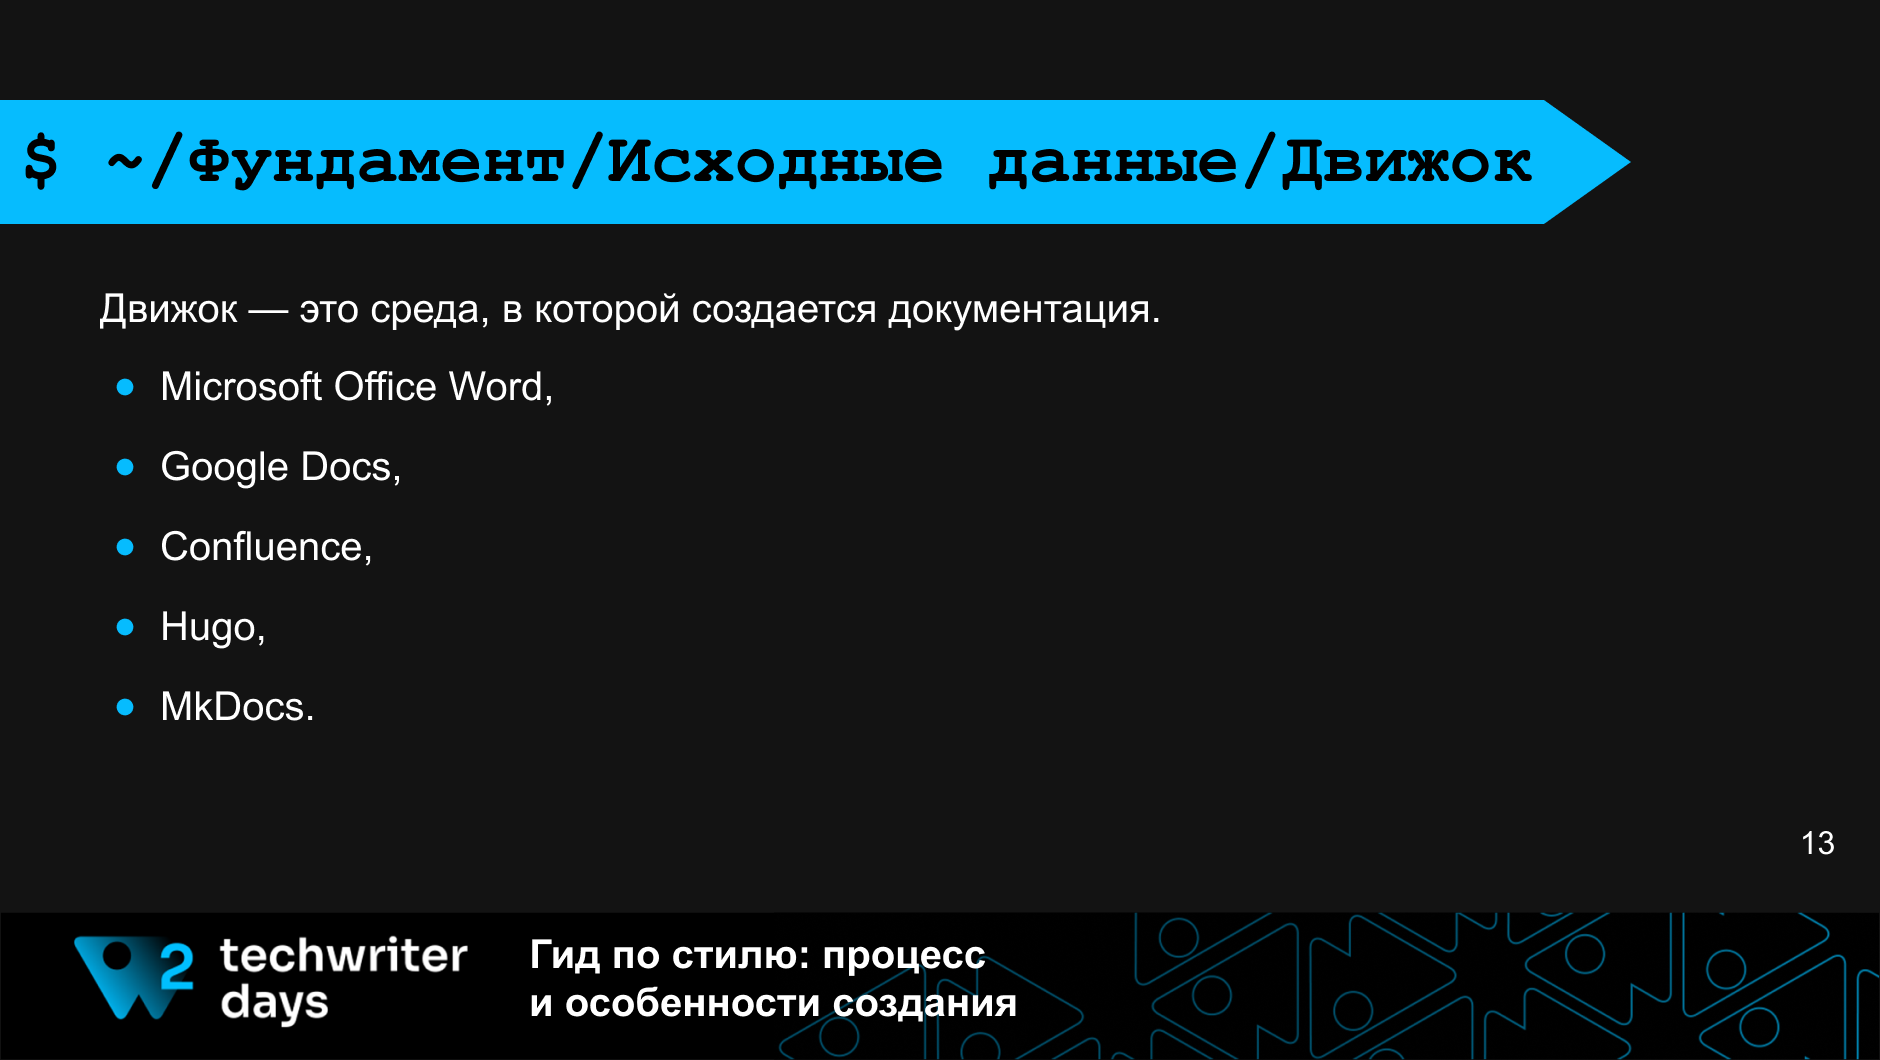 $ ~/Фундамент/Исходные данные/Движок
Движок — это среда, в которой создается документация.
● Microsoft Office Word,
● Google Docs,
● Confluence,
● Hugo,
● MkDocs.
13
2 techwriter
days
Гид по стилю: процесс
и особенности создания